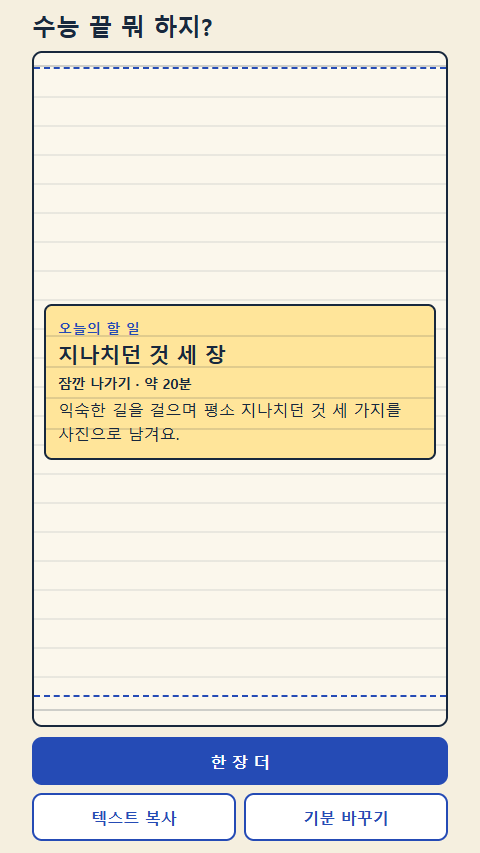 수능 끝 뭐 하지?
오늘의 할 일
지나치던 것 세 장
잠깐 나가기 · 약 20분
익숙한 길을 걸으며 평소 지나치던 것 세 가지를
사진으로 남겨요.
한 장 더
텍스트 복사
기분 바꾸기